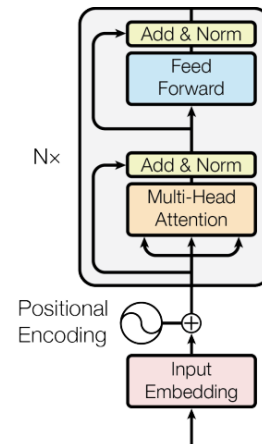 Add & Norm
Feed
Forward
N×
Add & Norm
Multi-Head
Attention
Positional
Encoding
Input
Embedding